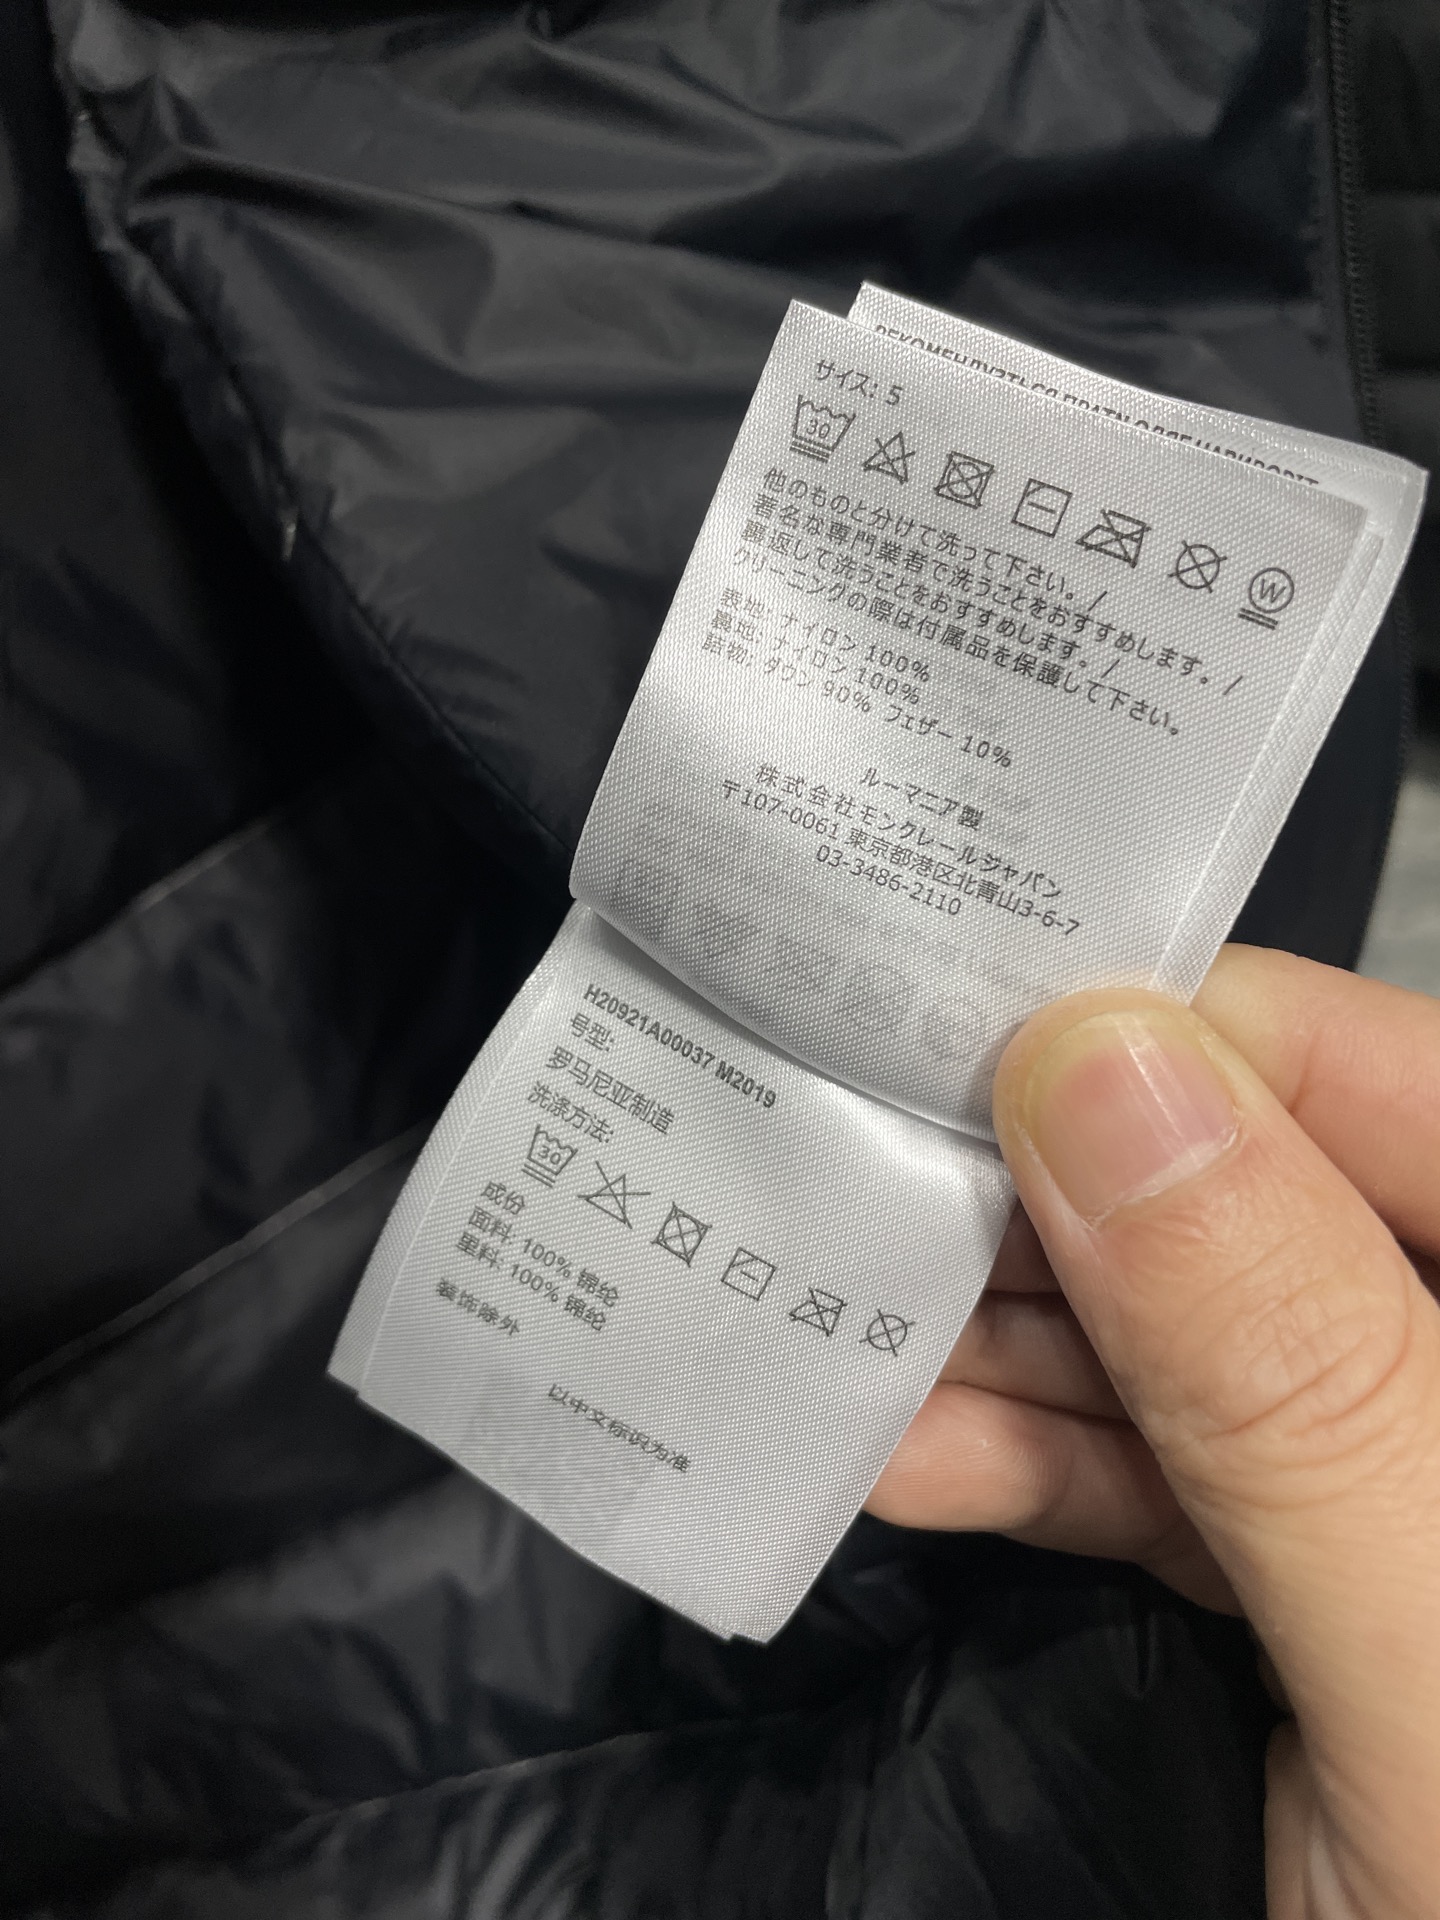 РЕКОМЕНДУЕТЬСЯ
サイズ: 5
30
W
他のものと分けて洗って下さい。/
著名な専門業者で洗うことをおすすめします。/
裏返して洗うことをおすすめします。/
クリーニングの際は付属品を保護して下さい。
表地: ナイロン 100%
裏地: ナイロン 100%
詰物: ダウン 90% フェザー 10%
ルーマニア製
株式会社モンクレールジャパン
〒107-0061 東京都港区北青山3-6-7
03-3486-2110
H20921A00037 M2019
号型:
罗马尼亚制造
洗涤方法:
30
成份
面料: 100% 锦纶
里料: 100% 锦纶
装饰除外
以中文标识为准